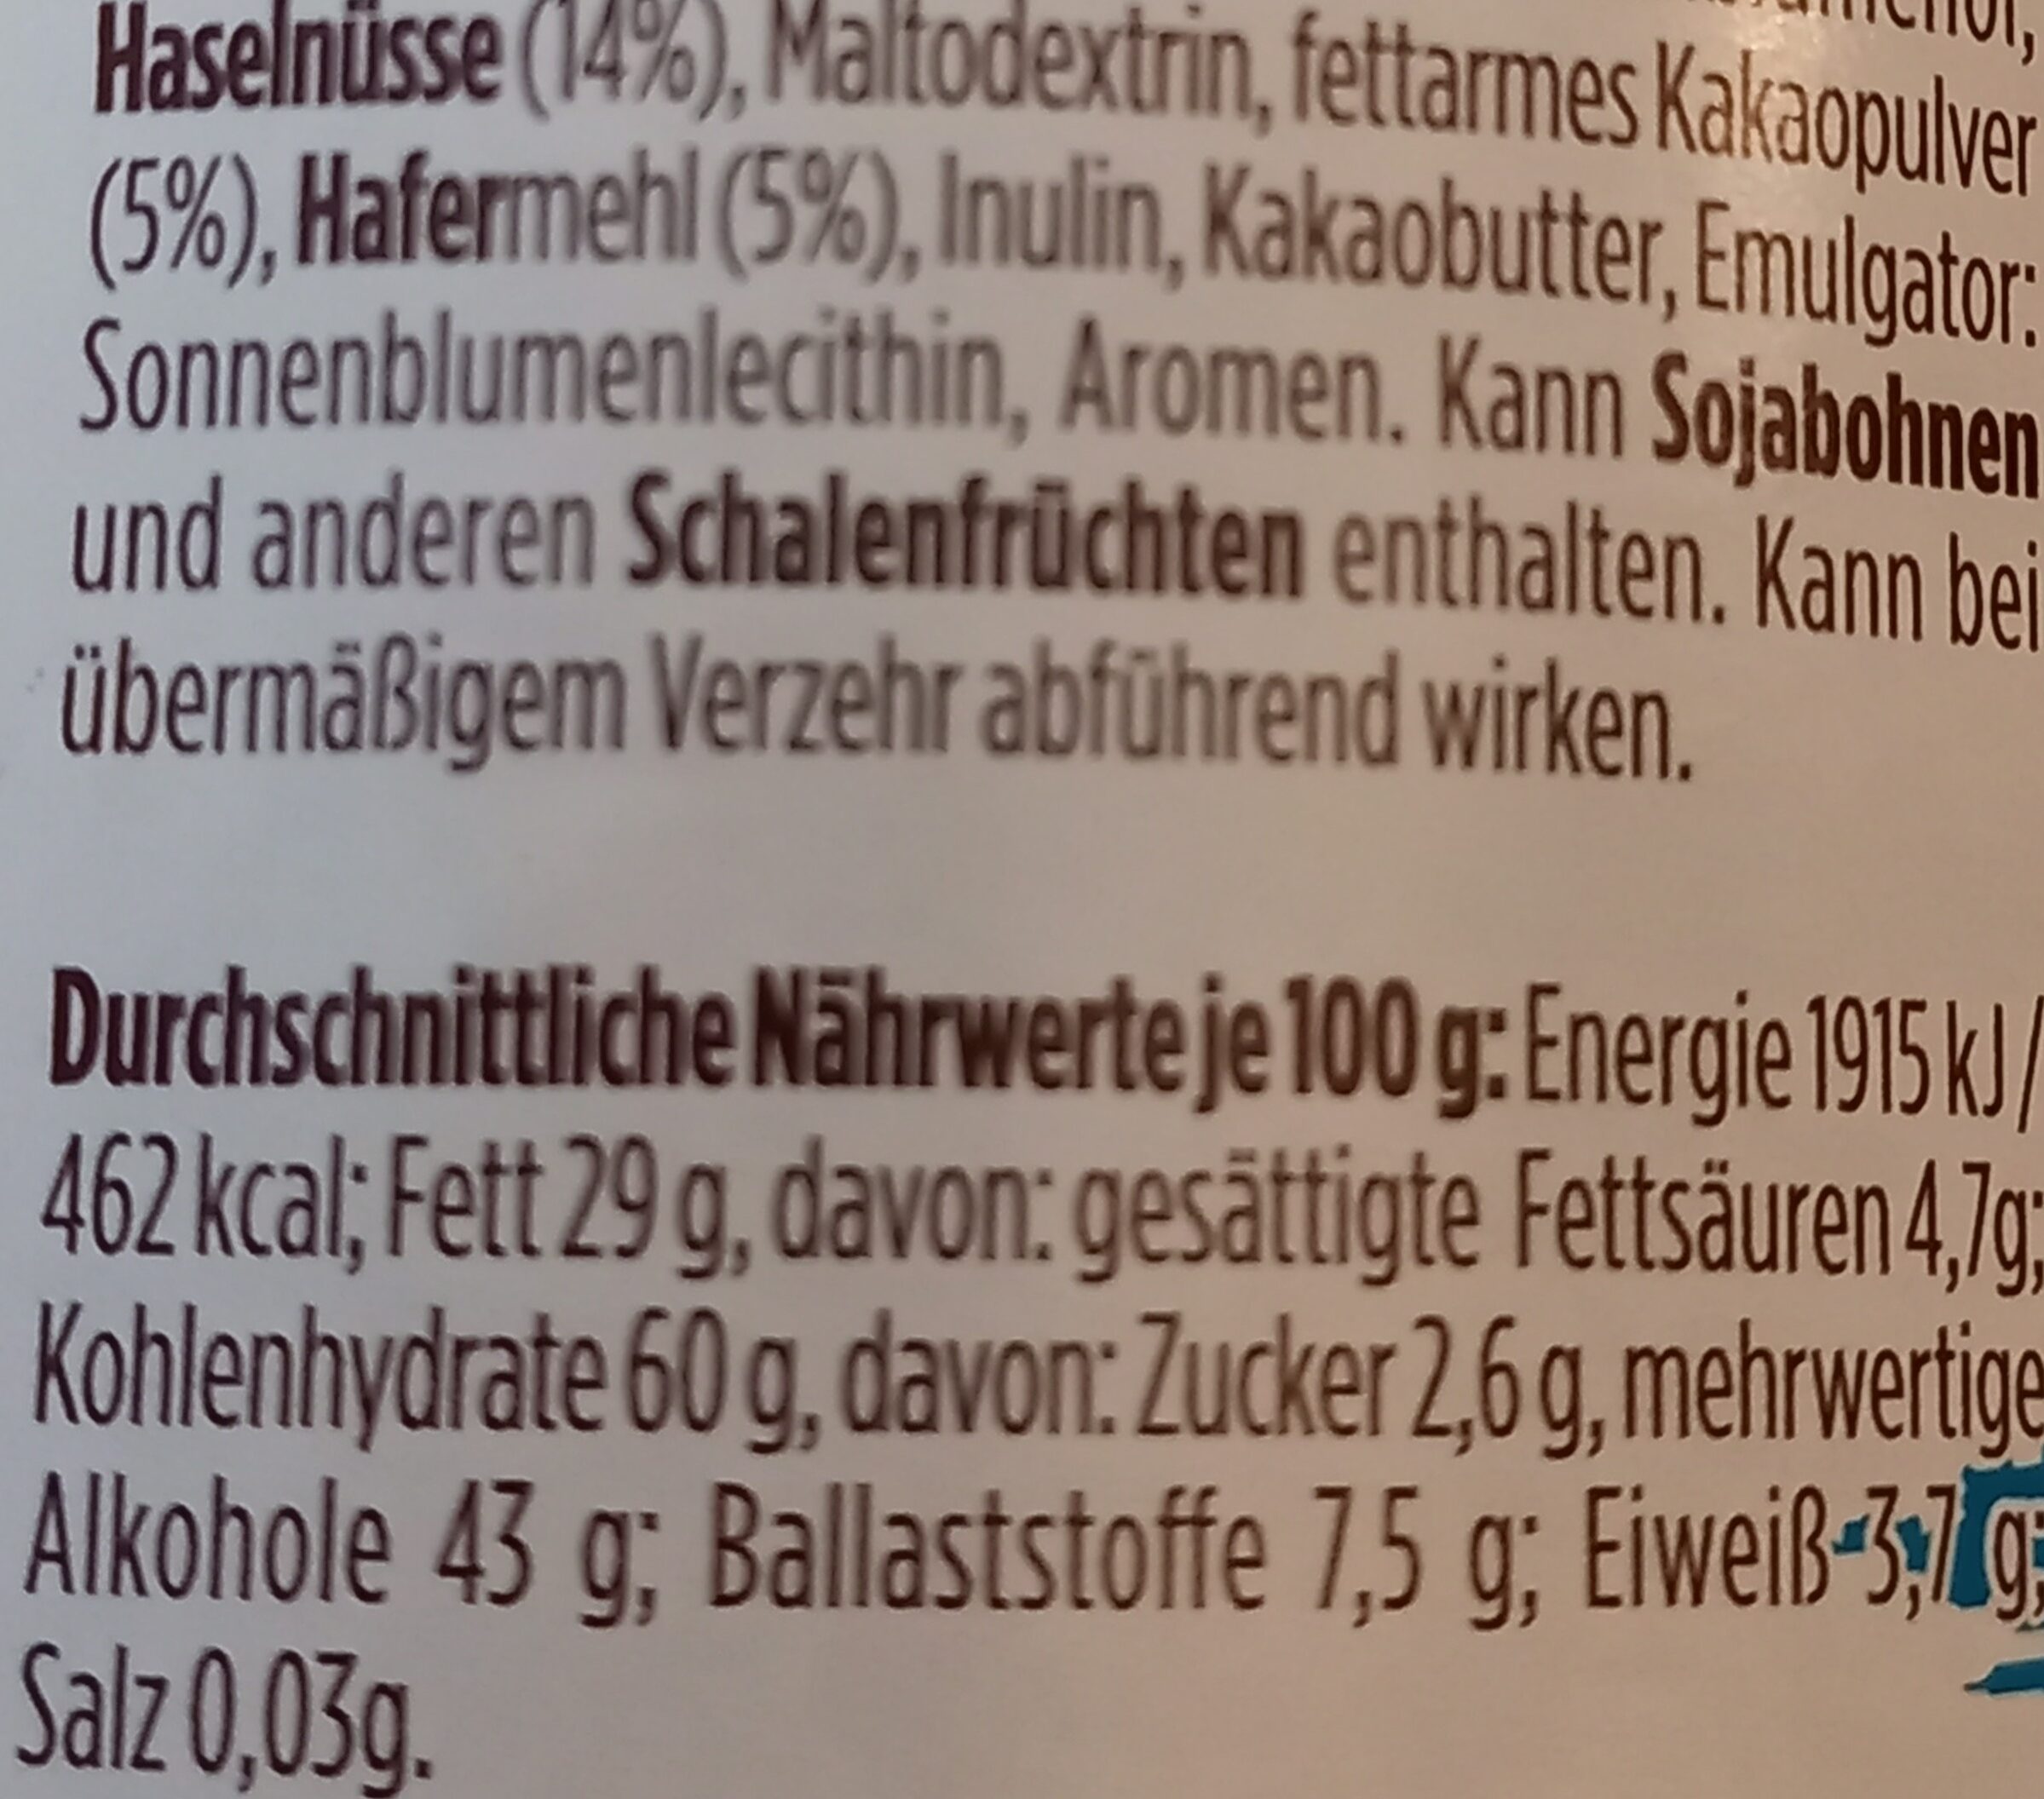 Haselnüsse (14%), Maltodextrin, fettarmes Kakaopulver
(5%), Hafermehl (5%), Inulin, Kakaobutter, Emulgator:
Sonnenblumenlecithin, Aromen. Kann Sojabohnen
und anderen Schalenfrüchten enthalten. Kann bei
übermäßigem Verzehr abführend wirken.
Durchschnittliche Nährwerte je 100 g: Energie 1915 kJ/
462 kcal; Fett 29 g, davon: gesättigte Fettsäuren 4,7g;
Kohlenhydrate 60 g, davon: Zucker 2,6 g, mehrwertige
Alkohole 43 g; Ballaststoffe 7,5 g; Eiweiß 3,7 g;
Salz 0,03g.